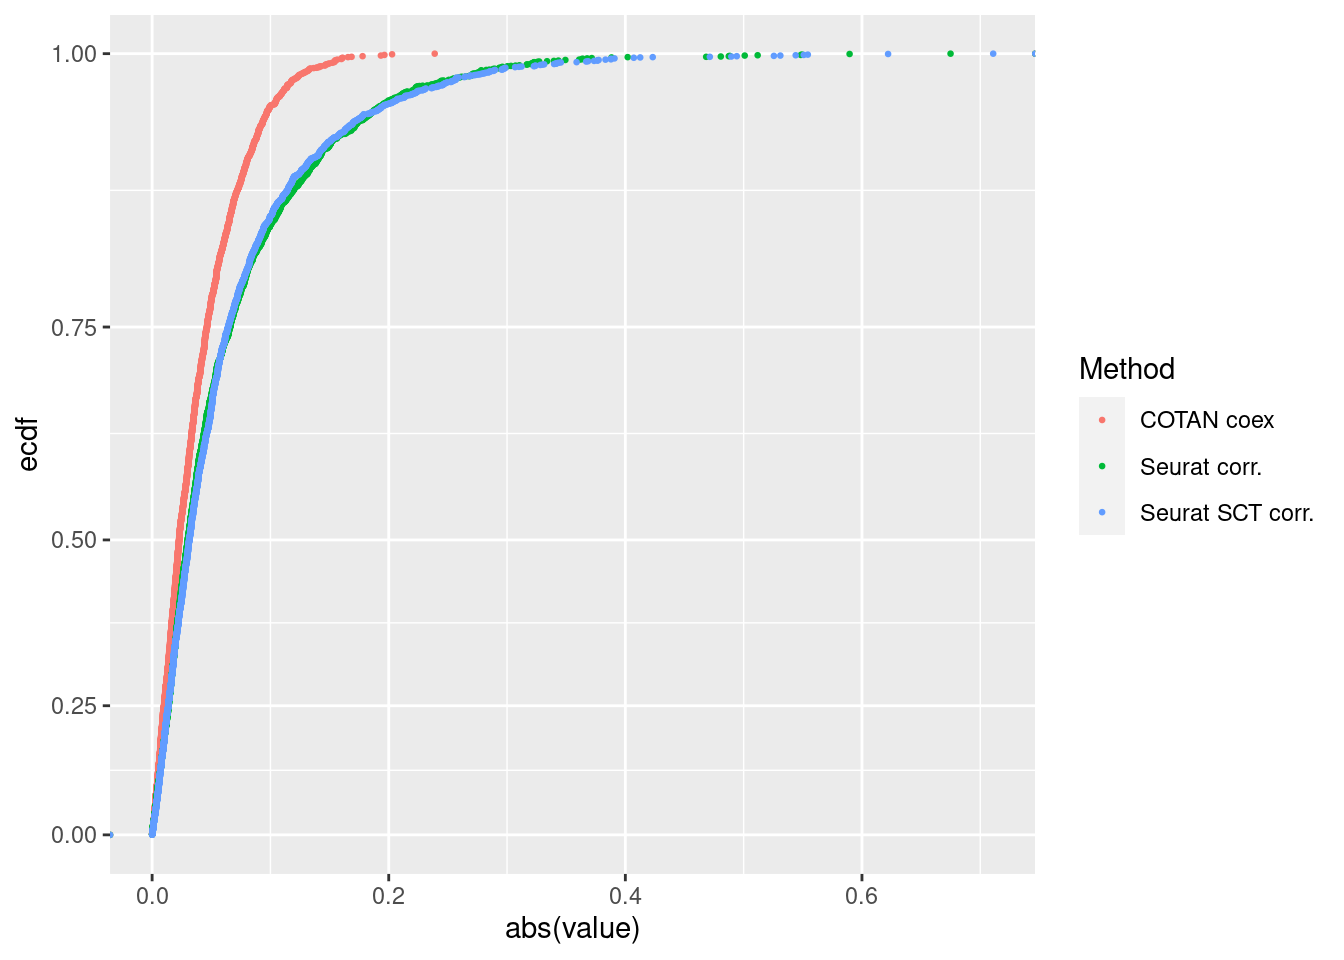 1.00
0.75
0.50
0.25
0.00
ecdf
0.0 0.2 0.4 0.6
abs(value)
Method
COTAN coex
Seurat corr.
Seurat SCT corr.